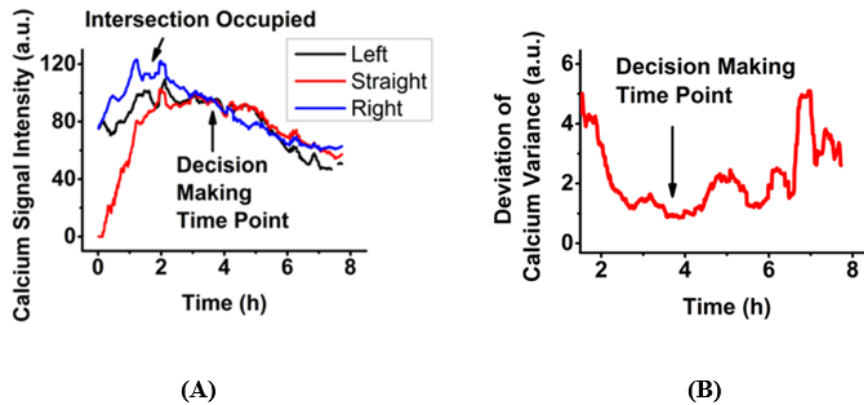 Intersection Occupied
Calcium Signal Intensity (a.u.)
120
80
40
0
Left
Straight
Right
Decision
Making
Time Point
0
2
4
6
8
Time (h)
(A)
Deviation of
Calcium Variance (a.u.)
6
4
2
0
Decision Making
Time Point
2
4
6
8
Time (h)
(B)